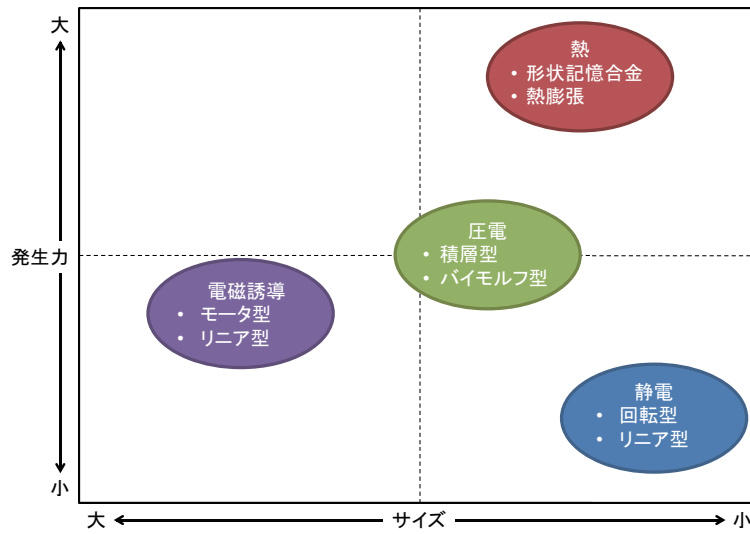 大
熱
• 形状記憶合金
• 熱膨張
圧電
• 積層型
• バイモルフ型
発生力
電磁誘導
• モータ型
• リニア型
静電
• 回転型
• リニア型
小
大
サイズ
小